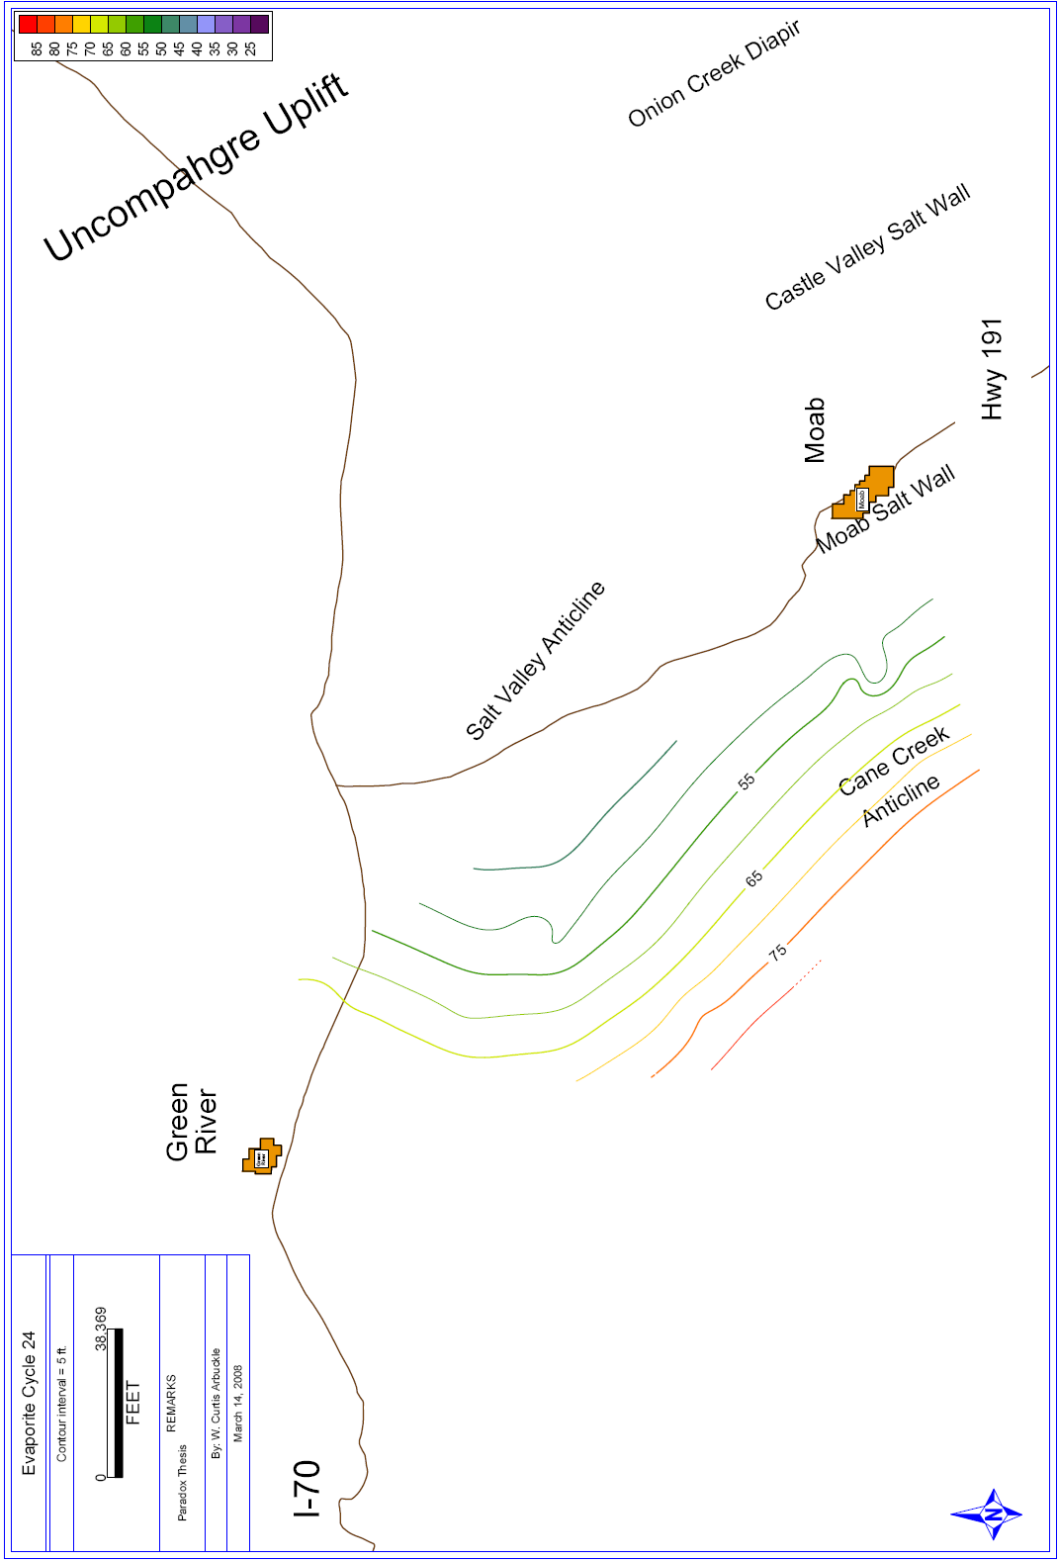 85
80
75
70
65
60
55
50
45
40
35
30
25
Uncompahgre Uplift
Onion Creek Diapir
Castle Valley Salt Wall
Hwy 191
Moab
Moab
Moab Salt Wall
Salt Valley Anticline
55
Cane Creek
Anticline
65
75
Green
River
Green
River
I-70
Evaporite Cycle 24
Contour interval = 5 ft.
0
38,369
FEET
REMARKS
Paradox Thesis
By: W. Curtis Arbuckle
March 14, 2008
N